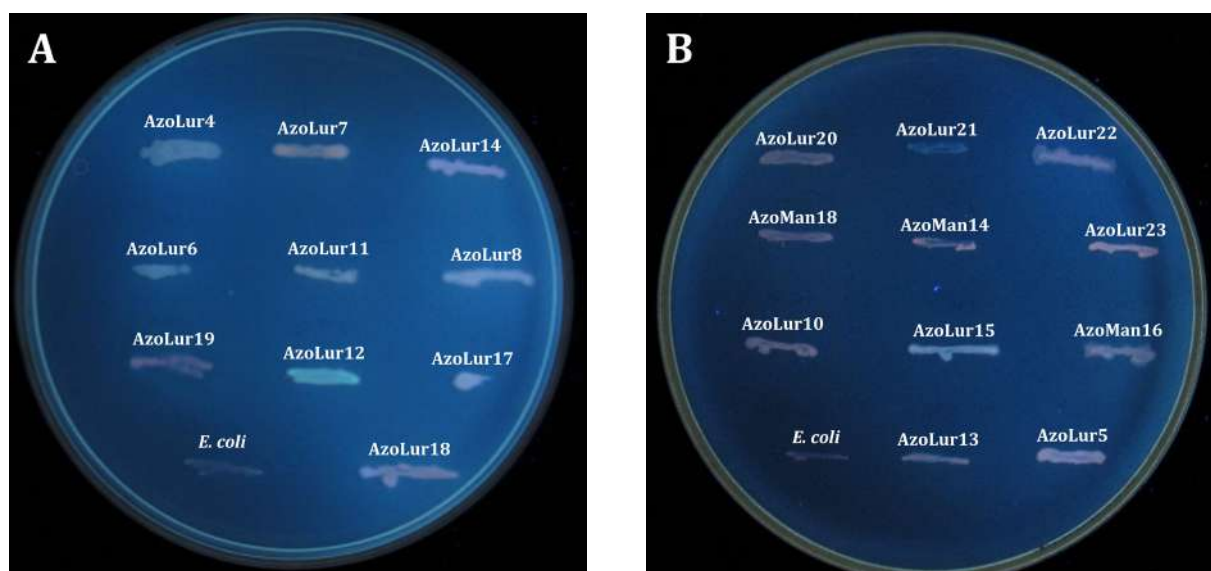 A
AzoLur4
AzoLur7
AzoLur14
AzoLur6
AzoLur11
AzoLur8
AzoLur19
AzoLur12
AzoLur17
E. coli
AzoLur18
B
AzoLur20
AzoLur21
AzoLur22
AzoMan18
AzoMan14
AzoLur23
AzoLur10
AzoLur15
AzoMan16
E. coli
AzoLur13
AzoLur5